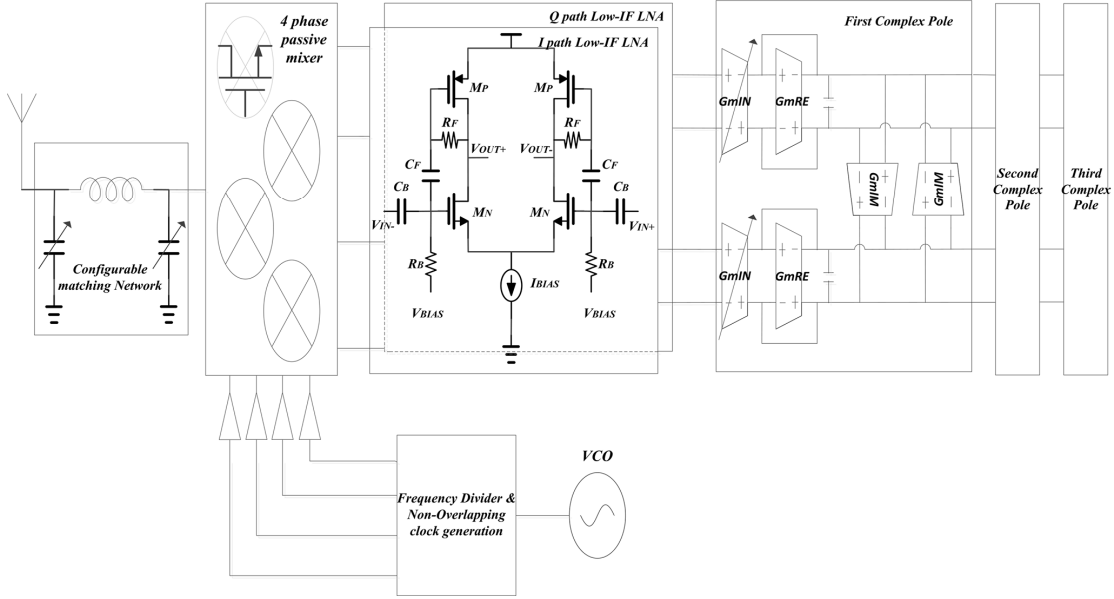 4 phase
passive
mixer
Q path Low-IF LNA
I path Low-IF LNA
First Complex Pole
MP
MP
RF
RF
VOUT+
VOUT-
CF
CF
CB
CB
MN
MN
VIN-
VIN+
RB
RB
IBIAS
VBIAS
VBIAS
Configurable
matching Network
GmIN
GmRE
GmIM
GmIM
GmIN
GmRE
Second
Complex
Pole
Third
Complex
Pole
VCO
Frequency Divider &
Non-Overlapping
clock generation